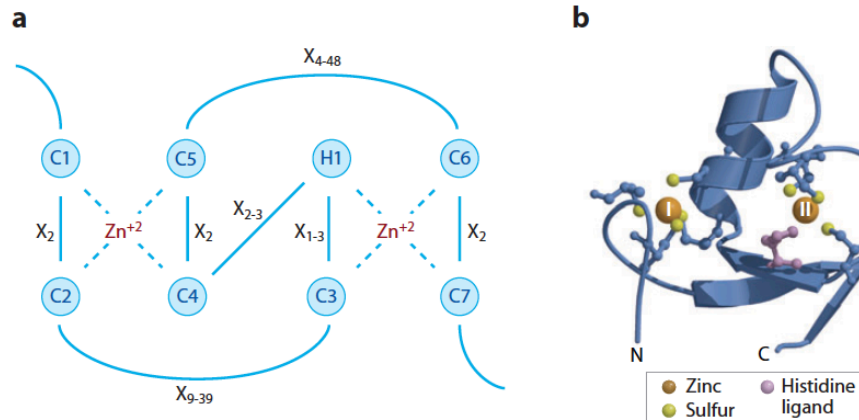 a
b
X4-48
C1
C5
H1
C6
X2
Zn+2
X2
X2-3
X1-3
Zn+2
X2
C2
C4
C3
C7
X9-39
I
II
N
C
Zinc
Histidine ligand
Sulfur